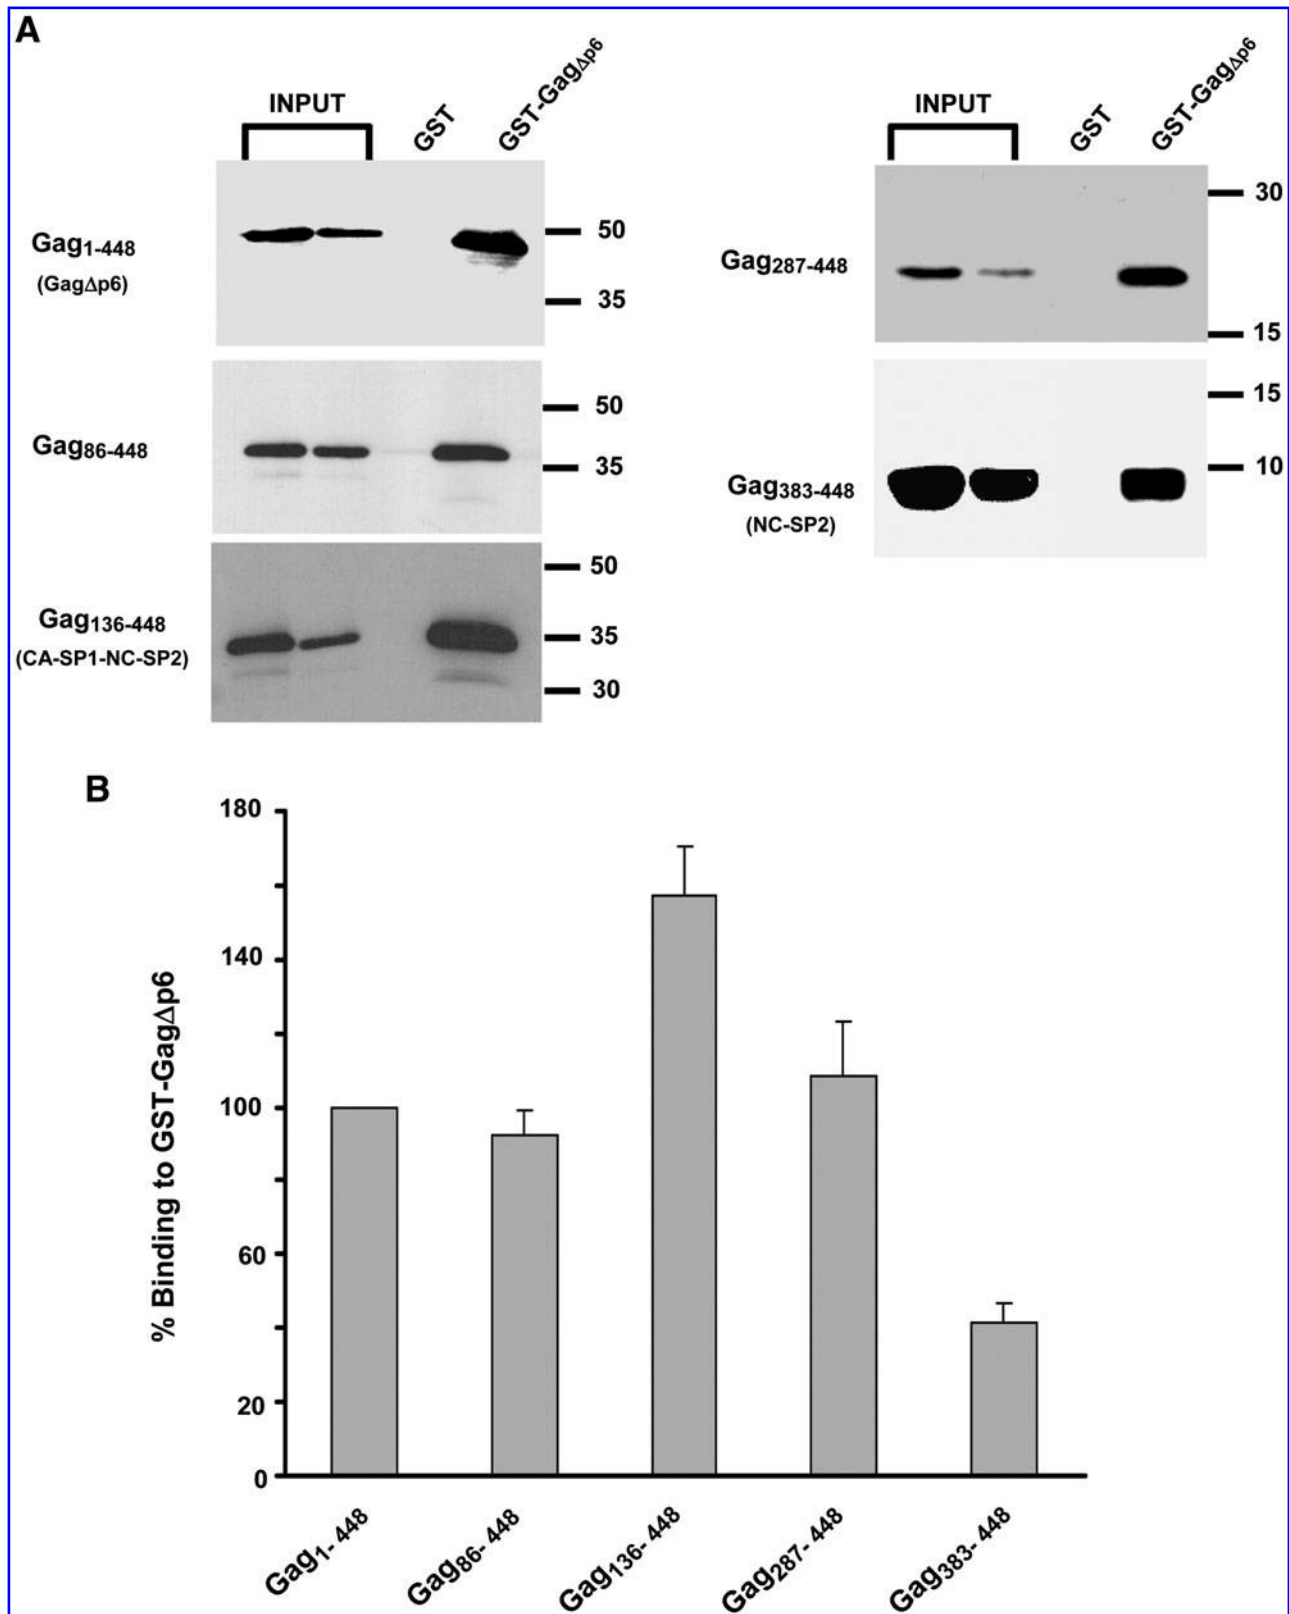 A
INPUT
GST
GST-GagΔp6
Gag1-448
(GagΔp6)
50
35
Gag86-448
50
35
Gag136-448
(CA-SP1-NC-SP2)
50
35
30
INPUT
GST
GST-GagΔp6
Gag287-448
30
15
Gag383-448
(NC-SP2)
15
10
B
% Binding to GST-GagΔp6
180
140
100
60
20
0
Gag1- 448
Gag86- 448
Gag136- 448
Gag287- 448
Gag383- 448